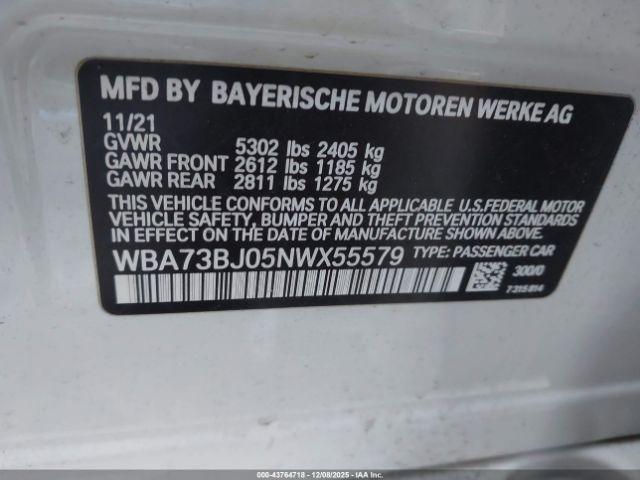 MFD BY BAYERISCHE MOTOREN WERKE AG
11/21
GVWR 5302 lbs 2405 kg
GAWR FRONT 2612 lbs 1185 kg
GAWR REAR 2811 lbs 1275 kg
THIS VEHICLE CONFORMS TO ALL APPLICABLE U.S.FEDERAL MOTOR
VEHICLE SAFETY, BUMPER AND THEFT PREVENTION STANDARDS
IN EFFECT ON THE DATE OF MANUFACTURE SHOWN ABOVE.
WBA73BJ05NWX55579 TYPE: PASSENGER CAR
300/0
7315814
000-43764718 | 12/08/2025 | iaai.ca